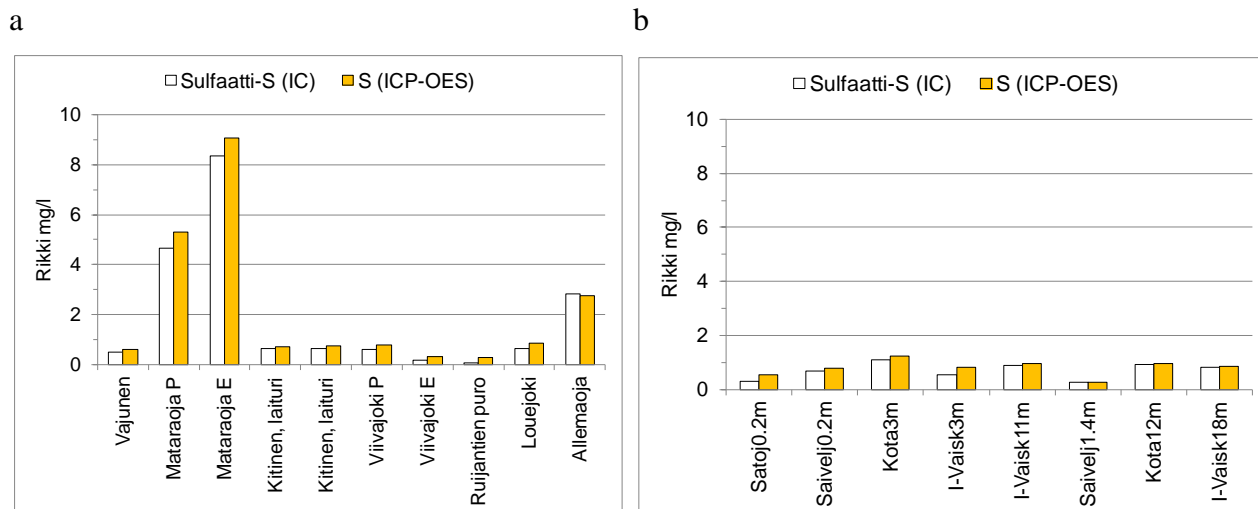 a
Sulfaatti-S (IC) S (ICP-OES)
Rikki mg/l
10
8
6
4
2
0
Vajunen
Mataraoja P
Mataraoja E
Kitinen, laituri
Kitinen, laituri
Viivajoki P
Viivajoki E
Ruijantien puro
Louejoki
Allemaoja
b
Sulfaatti-S (IC) S (ICP-OES)
Rikki mg/l
10
8
6
4
2
0
Satoj0.2m
Saivelj0.2m
Kota3m
I-Vaisk3m
I-Vaisk11m
Saivelj1.4m
Kota12m
I-Vaisk18m